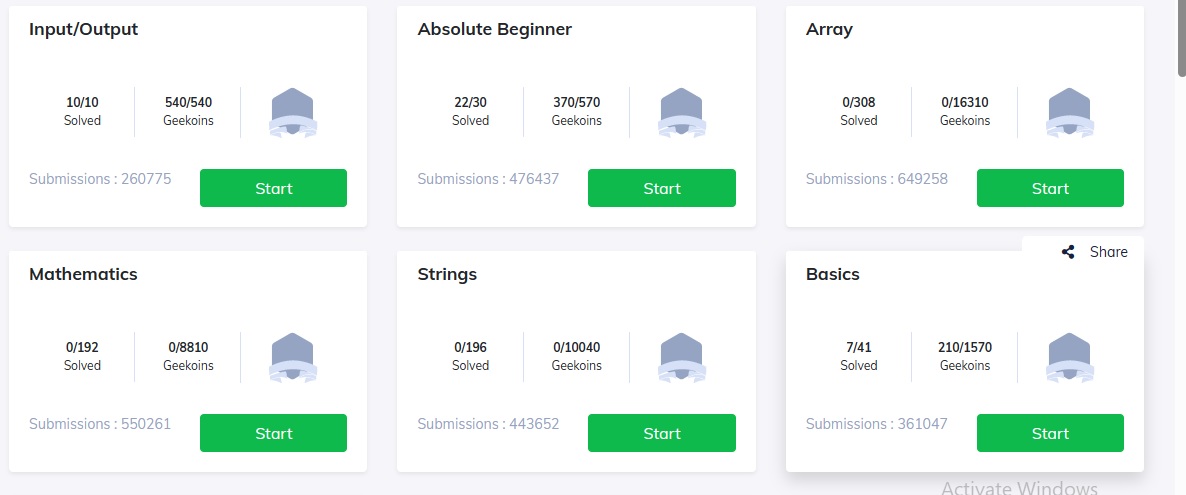 Input/Output
10/10
Solved
540/540
Geekoins
Submissions : 260775
Start
Absolute Beginner
22/30
Solved
370/570
Geekoins
Submissions : 476437
Start
Array
0/308
Solved
0/16310
Geekoins
Submissions : 649258
Start
Mathematics
0/192
Solved
0/8810
Geekoins
Submissions : 550261
Start
Strings
0/196
Solved
0/10040
Geekoins
Submissions : 443652
Start
Share
Basics
7/41
Solved
210/1570
Geekoins
Submissions : 361047
Start
Activate Windows